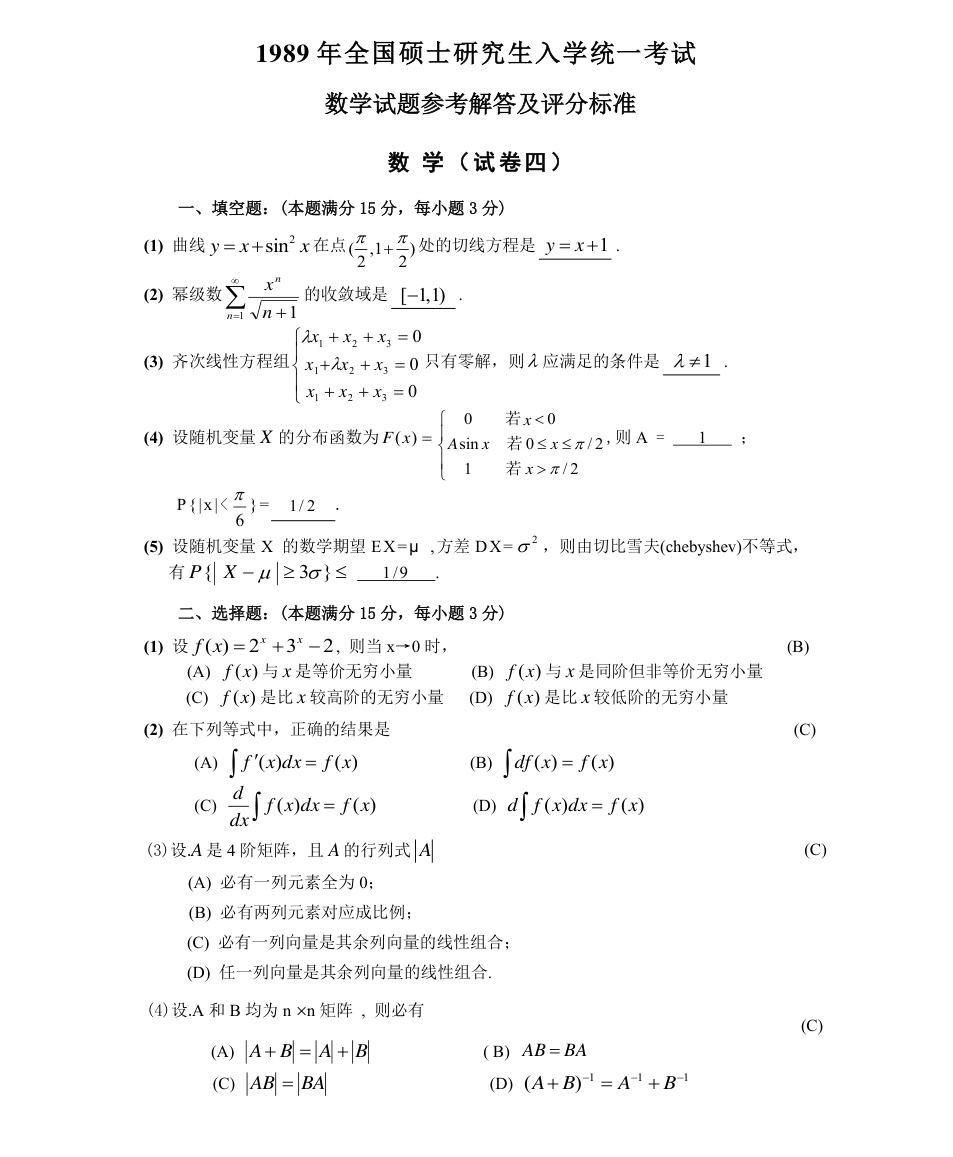 1989 年全国硕士研究生入学统一考试
数学试题参考解答及评分标准
数 学（试卷四）
一、填空题：(本题满分 15 分，每小题 3 分)
(1) 曲线 y = x + sin² x 在点 (π/2, 1 + π/2) 处的切线方程是 y = x + 1 .
(2) 幂级数 ∑_{n=1}^{∞} xⁿ/√(n+1) 的收敛域是 [−1,1) .
(3) 齐次线性方程组 { λx₁ + x₂ + x₃ = 0 ; x₁ + λx₂ + x₃ = 0 ; x₁ + x₂ + x₃ = 0 只有零解，则 λ 应满足的条件是 λ ≠ 1 .
(4) 设随机变量 X 的分布函数为 F(x) = { 0 若 x < 0 ; A sin x 若 0 ≤ x ≤ π/2 ; 1 若 x > π/2 , 则 A = 1 ；
P{|x|< π/6 }= 1/2 .
(5) 设随机变量 X 的数学期望 EX=μ ,方差 DX= σ² ，则由切比雪夫(chebyshev)不等式，
有 P{| X − μ | ≥ 3σ} ≤ 1/9 .
二、选择题：(本题满分 15 分，每小题 3 分)
(1) 设 f(x) = 2ˣ + 3ˣ − 2, 则当 x→0 时， (B)
(A) f(x) 与 x 是等价无穷小量 (B) f(x) 与 x 是同阶但非等价无穷小量
(C) f(x) 是比 x 较高阶的无穷小量 (D) f(x) 是比 x 较低阶的无穷小量
(2) 在下列等式中，正确的结果是 (C)
(A) ∫ f′(x)dx = f(x) (B) ∫ df(x) = f(x)
(C) d/dx ∫ f(x)dx = f(x) (D) d∫ f(x)dx = f(x)
(3) 设.A 是 4 阶矩阵，且 A 的行列式 |A| (C)
(A) 必有一列元素全为 0；
(B) 必有两列元素对应成比例；
(C) 必有一列向量是其余列向量的线性组合；
(D) 任一列向量是其余列向量的线性组合.
(4) 设.A 和 B 均为 n ×n 矩阵 , 则必有 (C)
(A) |A + B| = |A| + |B| ( B) AB = BA
(C) |AB| = |BA| (D) (A + B)⁻¹ = A⁻¹ + B⁻¹